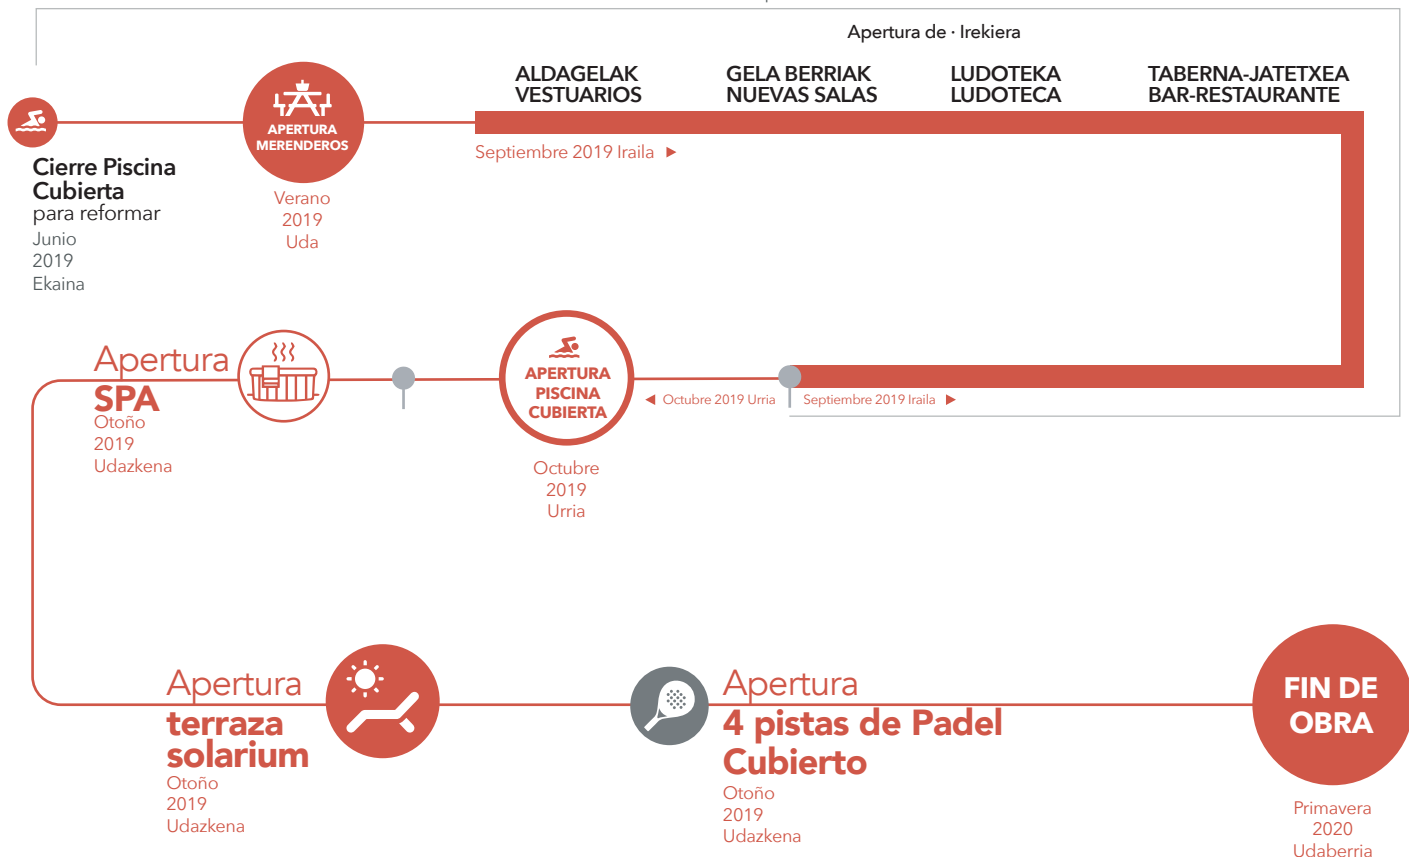 Apertura de · Irekiera
ALDAGELAK
VESTUARIOS
GELA BERRIAK
NUEVAS SALAS
LUDOTEKA
LUDOTECA
TABERNA-JATETXEA
BAR-RESTAURANTE
APERTURA
MERENDEROS
Septiembre 2019 Iraila ►
Cierre Piscina
Cubierta
para reformar
Junio
2019
Ekaina
Verano
2019
Uda
Apertura
SPA
Otoño
2019
Udazkena
APERTURA
PISCINA
CUBIERTA
◄ Octubre 2019 Urria
Septiembre 2019 Iraila ►
Octubre
2019
Urria
Apertura
terraza
solarium
Otoño
2019
Udazkena
Apertura
4 pistas de Padel
Cubierto
Otoño
2019
Udazkena
FIN DE
OBRA
Primavera
2020
Udaberria